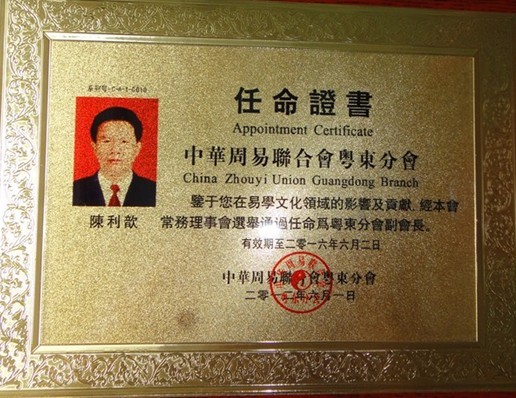 任命證書
Appointment Certificate
中華周易聯合會粵東分會
China Zhouyi Union Guangdong Branch
陳利歆
鑒于您在易學文化領域的影響及貢獻,經本會
常務理事會選舉通過任命爲粵東分會副會長。
有效期至二零一六年六月二日
中華周易聯合會粵東分會